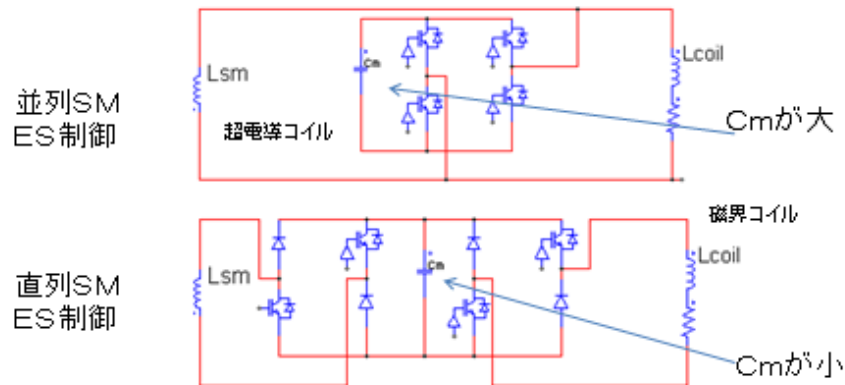 並列SM
ES制御
Lsm
超電導コイル
Cm
Lcoil
Cmが大
直列SM
ES制御
Lsm
Cm
磁界コイル
Lcoil
Cmが小